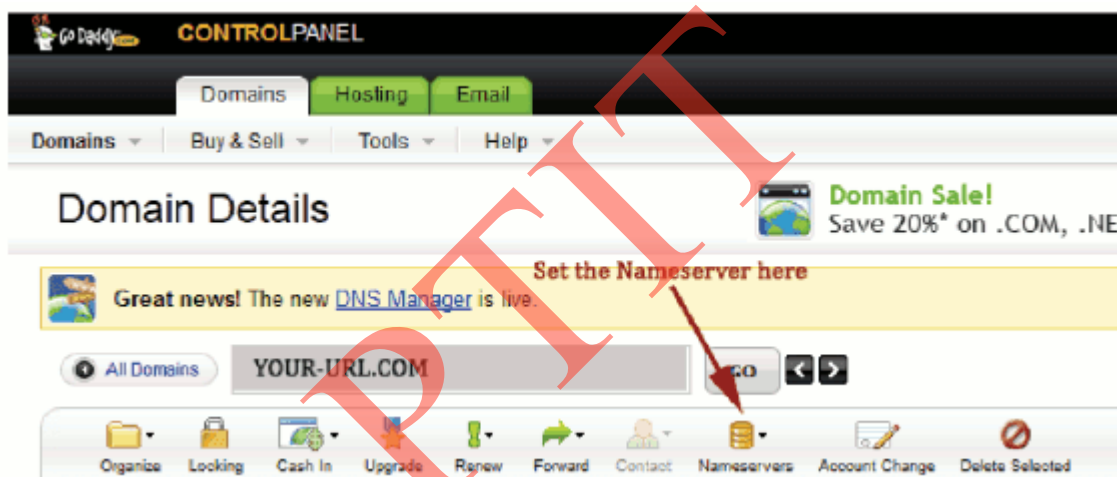 Go Daddy.com CONTROLPANEL
Domains Hosting Email
Domains Buy & Sell Tools Help
Domain Details
Domain Sale!
Save 20%* on .COM, .NE
Set the Nameserver here
Great news! The new DNS Manager is live.
All Domains YOUR-URL.COM GO
Organize Locking Cash In Upgrade Renew Forward Contact Nameservers Account Change Delete Selected
PTIT